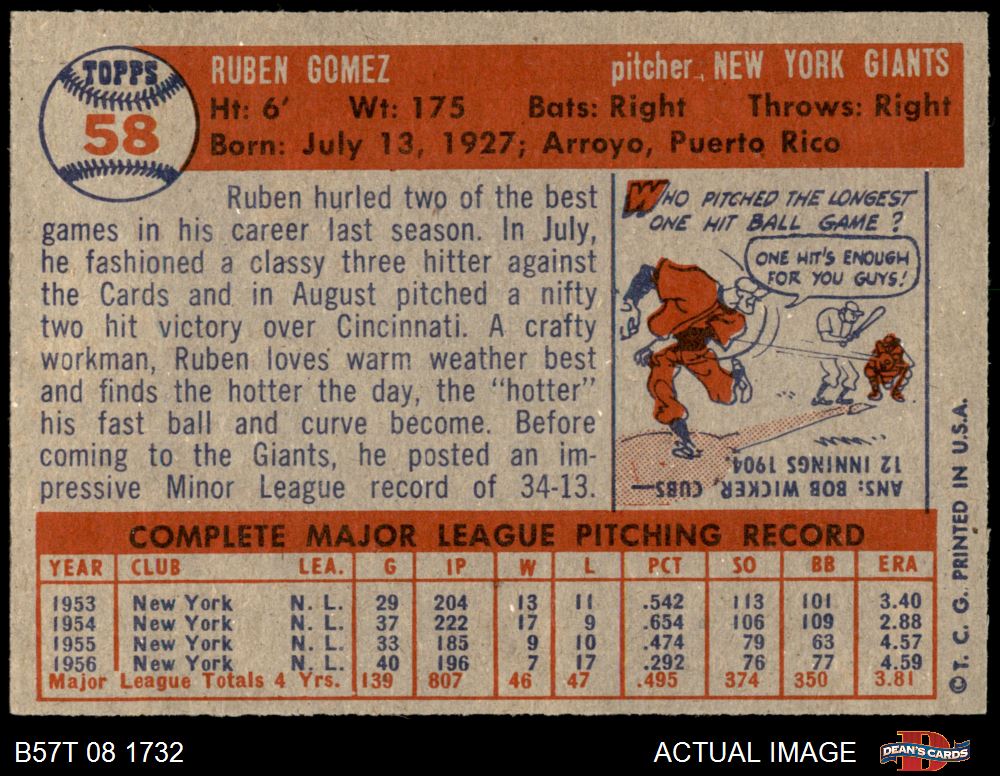 TOPPS
58
RUBEN GOMEZ pitcher, NEW YORK GIANTS
Ht: 6' Wt: 175 Bats: Right Throws: Right
Born: July 13, 1927; Arroyo, Puerto Rico
Ruben hurled two of the best
games in his career last season. In July,
he fashioned a classy three hitter against
the Cards and in August pitched a nifty
two hit victory over Cincinnati. A crafty
workman, Ruben loves warm weather best
and finds the hotter the day, the "hotter"
his fast ball and curve become. Before
coming to the Giants, he posted an im-
pressive Minor League record of 34-13.
WHO PITCHED THE LONGEST
ONE HIT BALL GAME?
ONE HIT'S ENOUGH
FOR YOU GUYS!
ANS: BOB WICKER, CUBS—
12 INNINGS 1904.
©T. C. G. PRINTED IN U.S.A.
COMPLETE MAJOR LEAGUE PITCHING RECORD
YEAR CLUB LEA. G IP W L PCT SO BB ERA
1953 New York N. L. 29 204 13 11 .542 113 101 3.40
1954 New York N. L. 37 222 17 9 .654 106 109 2.88
1955 New York N. L. 33 185 9 10 .474 79 63 4.57
1956 New York N. L. 40 196 7 17 .292 76 77 4.59
Major League Totals 4 Yrs. 139 807 46 47 .495 374 350 3.81
B57T 08 1732 ACTUAL IMAGE DEAN'S CARDS